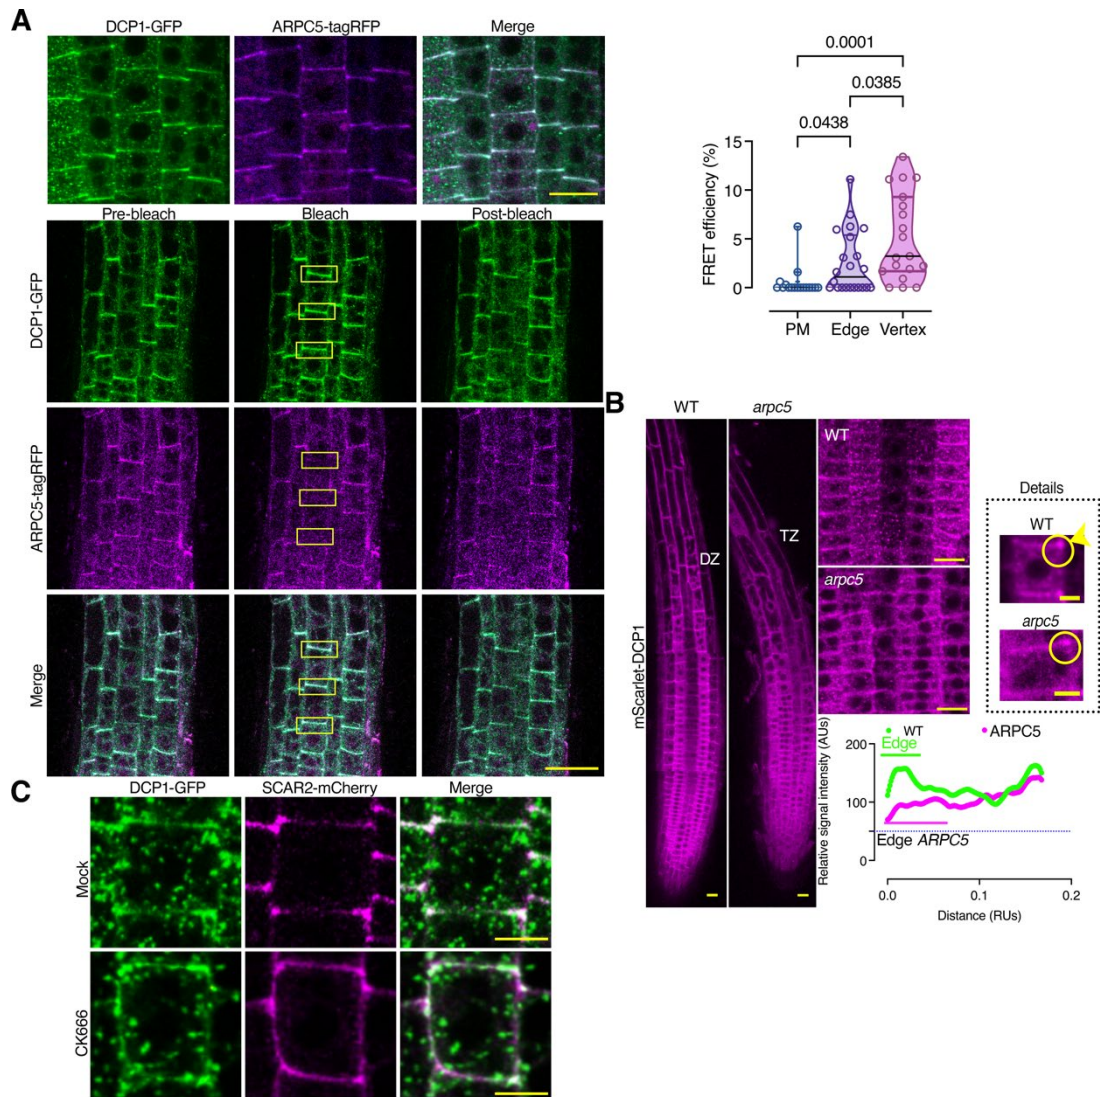 A
DCP1-GFP ARPC5-tagRFP Merge
Pre-bleach Bleach Post-bleach
DCP1-GFP
ARPC5-tagRFP
Merge
0.0001
0.0385
0.0438
FRET efficiency (%)
15
10
5
0
PM Edge Vertex
B
WT arpc5
mScarlet-DCP1
DZ
TZ
WT
arpc5
Details
WT
arpc5
WT ARPC5
Edge
Relative signal intensity (AUs)
200
100
0
Edge ARPC5
0.0 0.1 0.2
Distance (RUs)
C
DCP1-GFP SCAR2-mCherry Merge
Mock
CK666